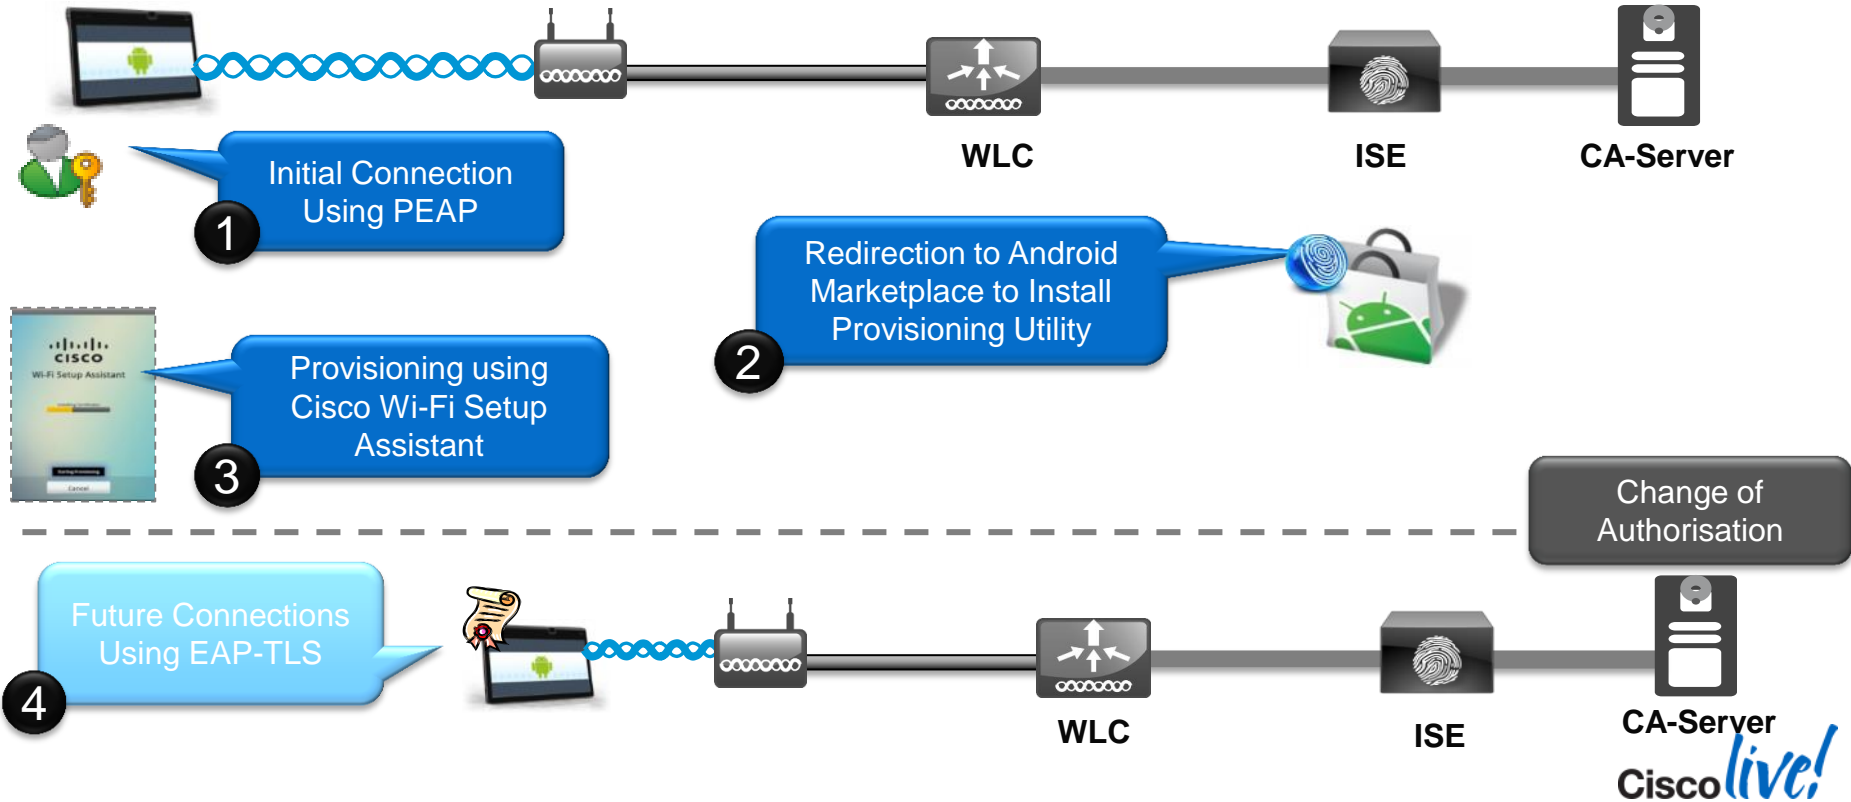 WLC
ISE
CA-Server
Initial Connection
Using PEAP
1
Redirection to Android
Marketplace to Install
Provisioning Utility
2
CISCO
Wi-Fi Setup Assistant
Cancel
Provisioning using
Cisco Wi-Fi Setup
Assistant
3
Change of
Authorisation
Future Connections
Using EAP-TLS
4
WLC
ISE
CA-Server
Cisco live!